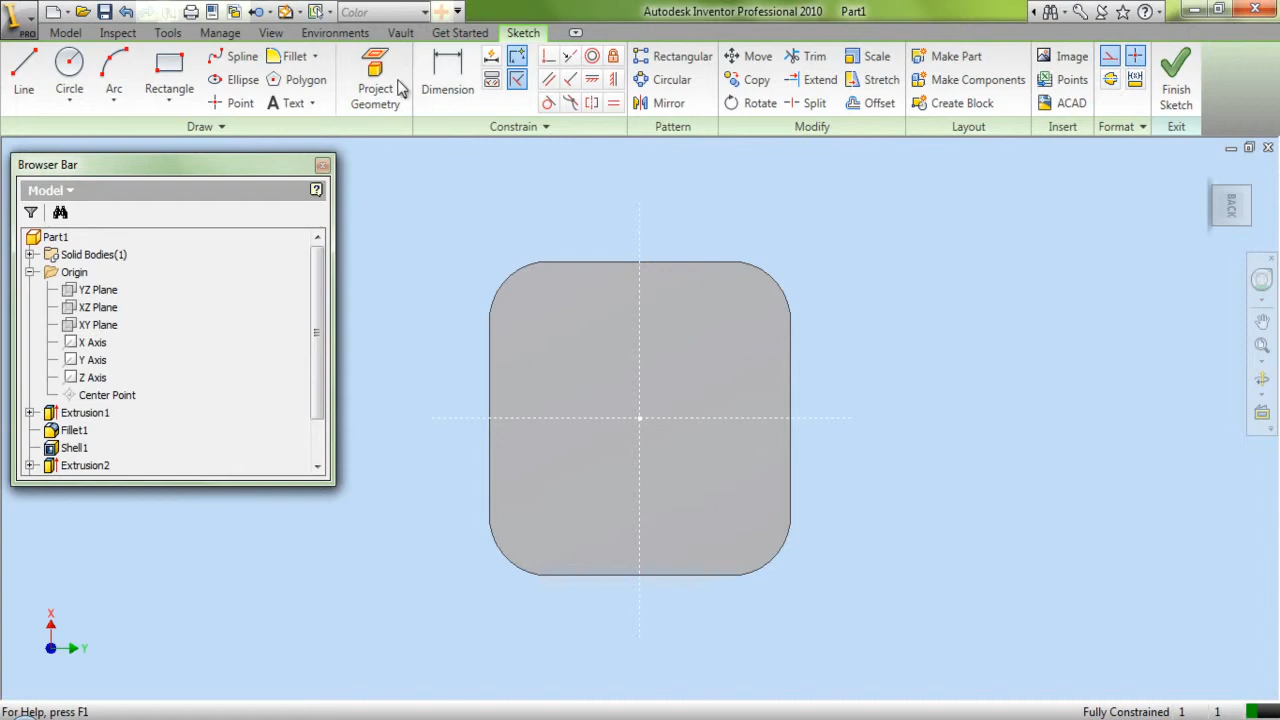 PRO
Color
Autodesk Inventor Professional 2010 Part1
Model Inspect Tools Manage View Environments Vault Get Started Sketch
Line
Circle
Arc
Rectangle
Spline
Fillet
Ellipse
Polygon
Point
Text
Draw
Project
Geometry
Dimension
Constrain
Rectangular
Circular
Mirror
Pattern
Move
Trim
Scale
Copy
Extend
Stretch
Rotate
Split
Offset
Modify
Make Part
Make Components
Create Block
Layout
Image
Points
ACAD
Insert
Format
Finish
Sketch
Exit
Browser Bar
Model
Part1
Solid Bodies(1)
Origin
YZ Plane
XZ Plane
XY Plane
X Axis
Y Axis
Z Axis
Center Point
Extrusion1
Fillet1
Shell1
Extrusion2
BACK
X
Y
For Help, press F1
Fully Constrained 1 1